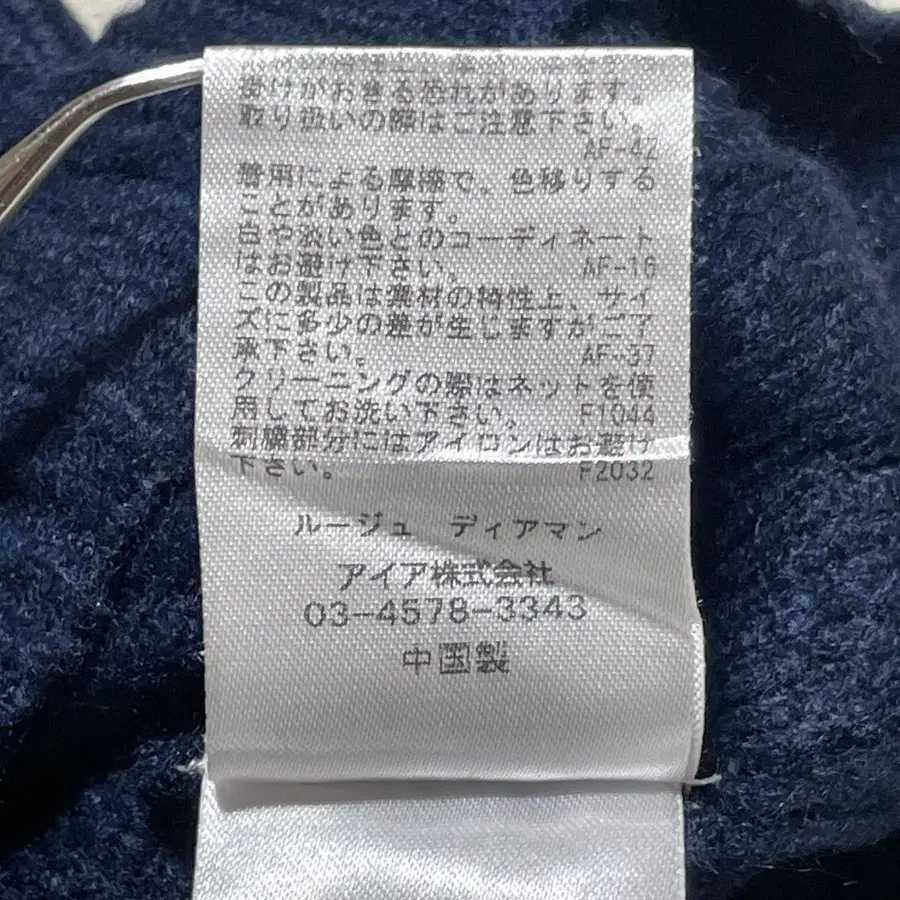 掛けがおきる恐れがあります。
取り扱いの際はご注意下さい。
AF-42
着用による摩擦で、色移りする
ことがあります。
白や淡い色とのコーディネート
はお避け下さい。 AF-16
この製品は素材の特性上、サイ
ズに多少の差が生じますがご了
承下さい。 AF-37
クリーニングの際はネットを使
用してお洗い下さい。 F1044
刺繍部分にはアイロンはお避け
下さい。 F2032
ルージュ ディアマン
アイア株式会社
03-4578-3343
中国製